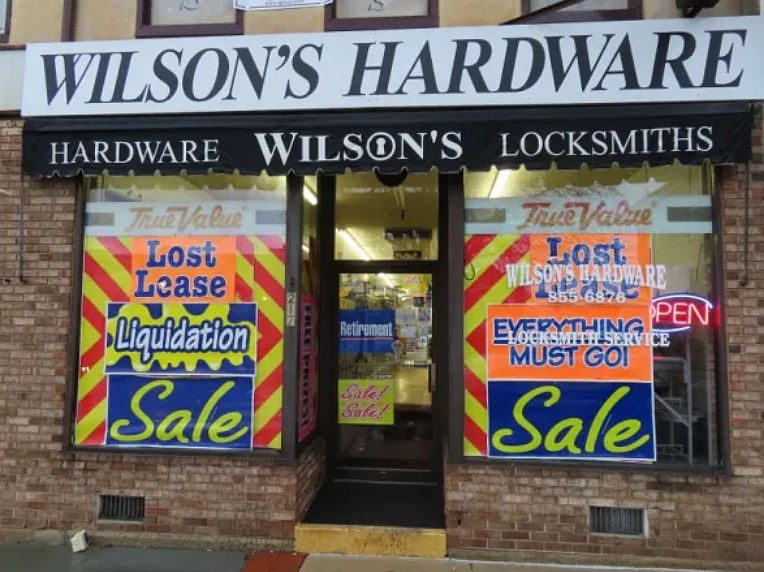 WILSON'S HARDWARE
HARDWARE WILSON'S LOCKSMITHS
True Value
Lost
Lease
Liquidation
Sale
217
Retirement
Sale!
Sale!
True Value
Lost
Lease
WILSON'S HARDWARE
855-6876
OPEN
EVERYTHING
MUST GO!
LOCKSMITH SERVICE
Sale